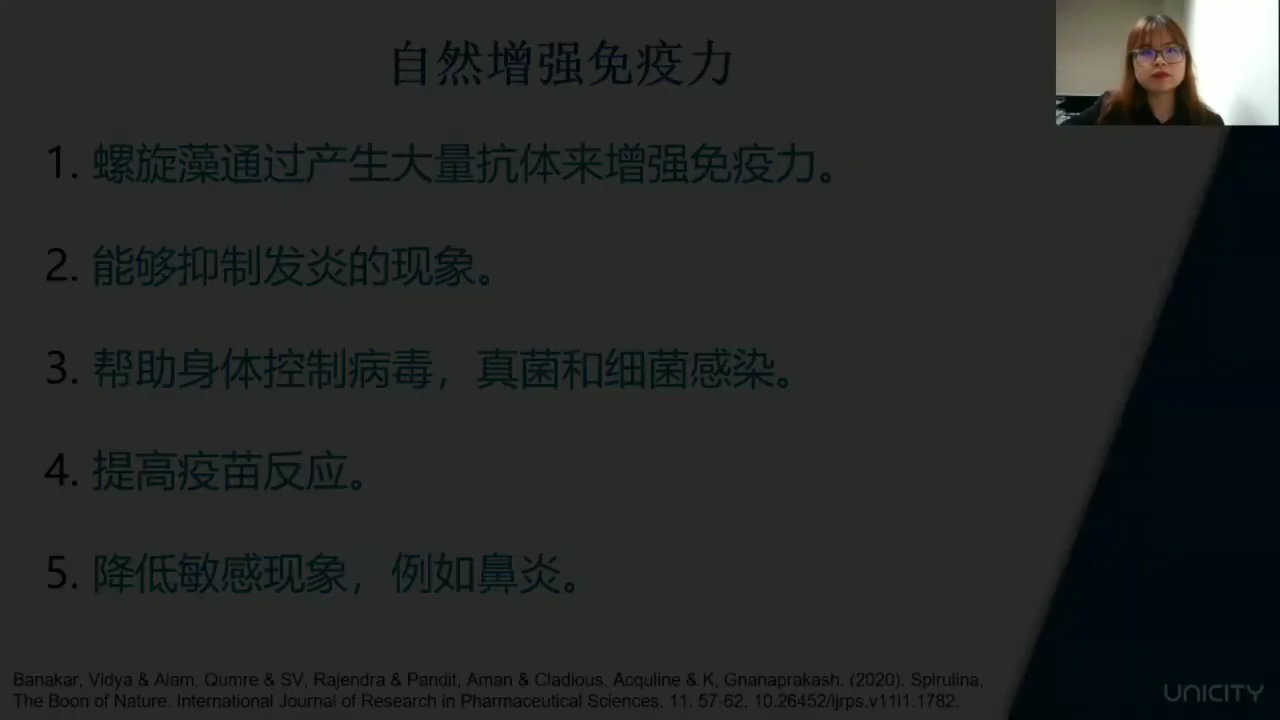 自然增强免疫力
1. 螺旋藻通过产生大量抗体来增强免疫力。
2. 能够抑制发炎的现象。
3. 帮助身体控制病毒，真菌和细菌感染。
4. 提高疫苗反应。
5. 降低敏感现象，例如鼻炎。
Banakar, Vidya & Alam, Qumre & SV, Rajendra & Pandit, Aman & Cladious, Acquline & K, Gnanaprakash. (2020). Spirulina,
The Boon of Nature. International Journal of Research in Pharmaceutical Sciences. 11. 57-62. 10.26452/ijrps.v11i1.1782.
UNICITY